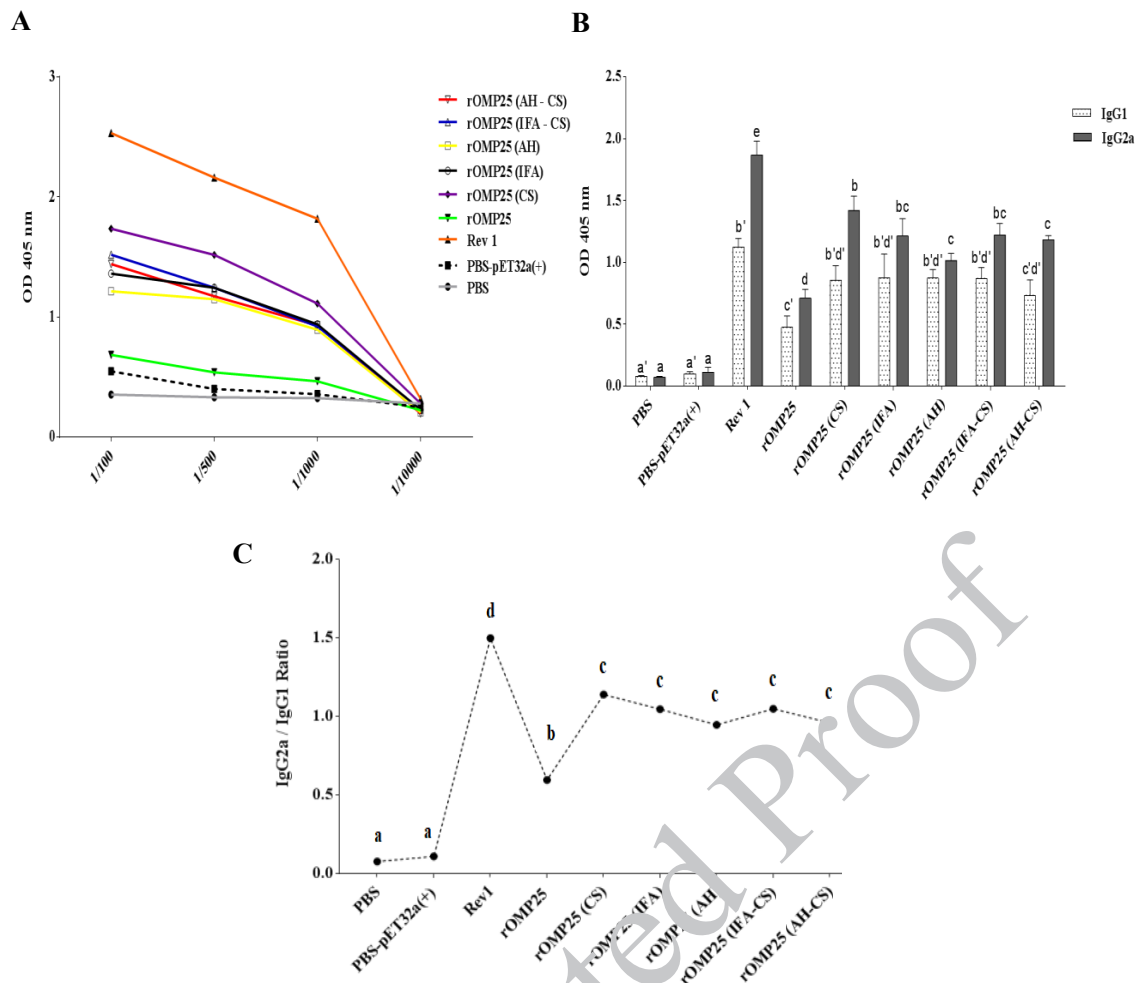 A
3
2
1
0
OD 405 nm
1/100
1/500
1/1000
1/10000
rOMP25 (AH - CS)
rOMP25 (IFA - CS)
rOMP25 (AH)
rOMP25 (IFA)
rOMP25 (CS)
rOMP25
Rev 1
PBS-pET32a(+)
PBS
B
2.5
2.0
1.5
1.0
0.5
0.0
OD 405 nm
IgG1
IgG2a
a'
a
a'
a
b'
e
c'
d
b'd'
b
b'd'
bc
b'd'
c
b'd'
bc
c'd'
c
PBS
PBS-pET32a(+)
Rev 1
rOMP25
rOMP25 (CS)
rOMP25 (IFA)
rOMP25 (AH)
rOMP25 (IFA-CS)
rOMP25 (AH-CS)
C
2.0
1.5
1.0
0.5
0.0
IgG2a / IgG1 Ratio
a
a
d
b
c
c
c
c
c
PBS
PBS-pET32a(+)
Rev1
rOMP25
rOMP25 (CS)
rOMP25 (IFA)
rOMP25 (AH)
rOMP25 (IFA-CS)
rOMP25 (AH-CS)
ted Proof